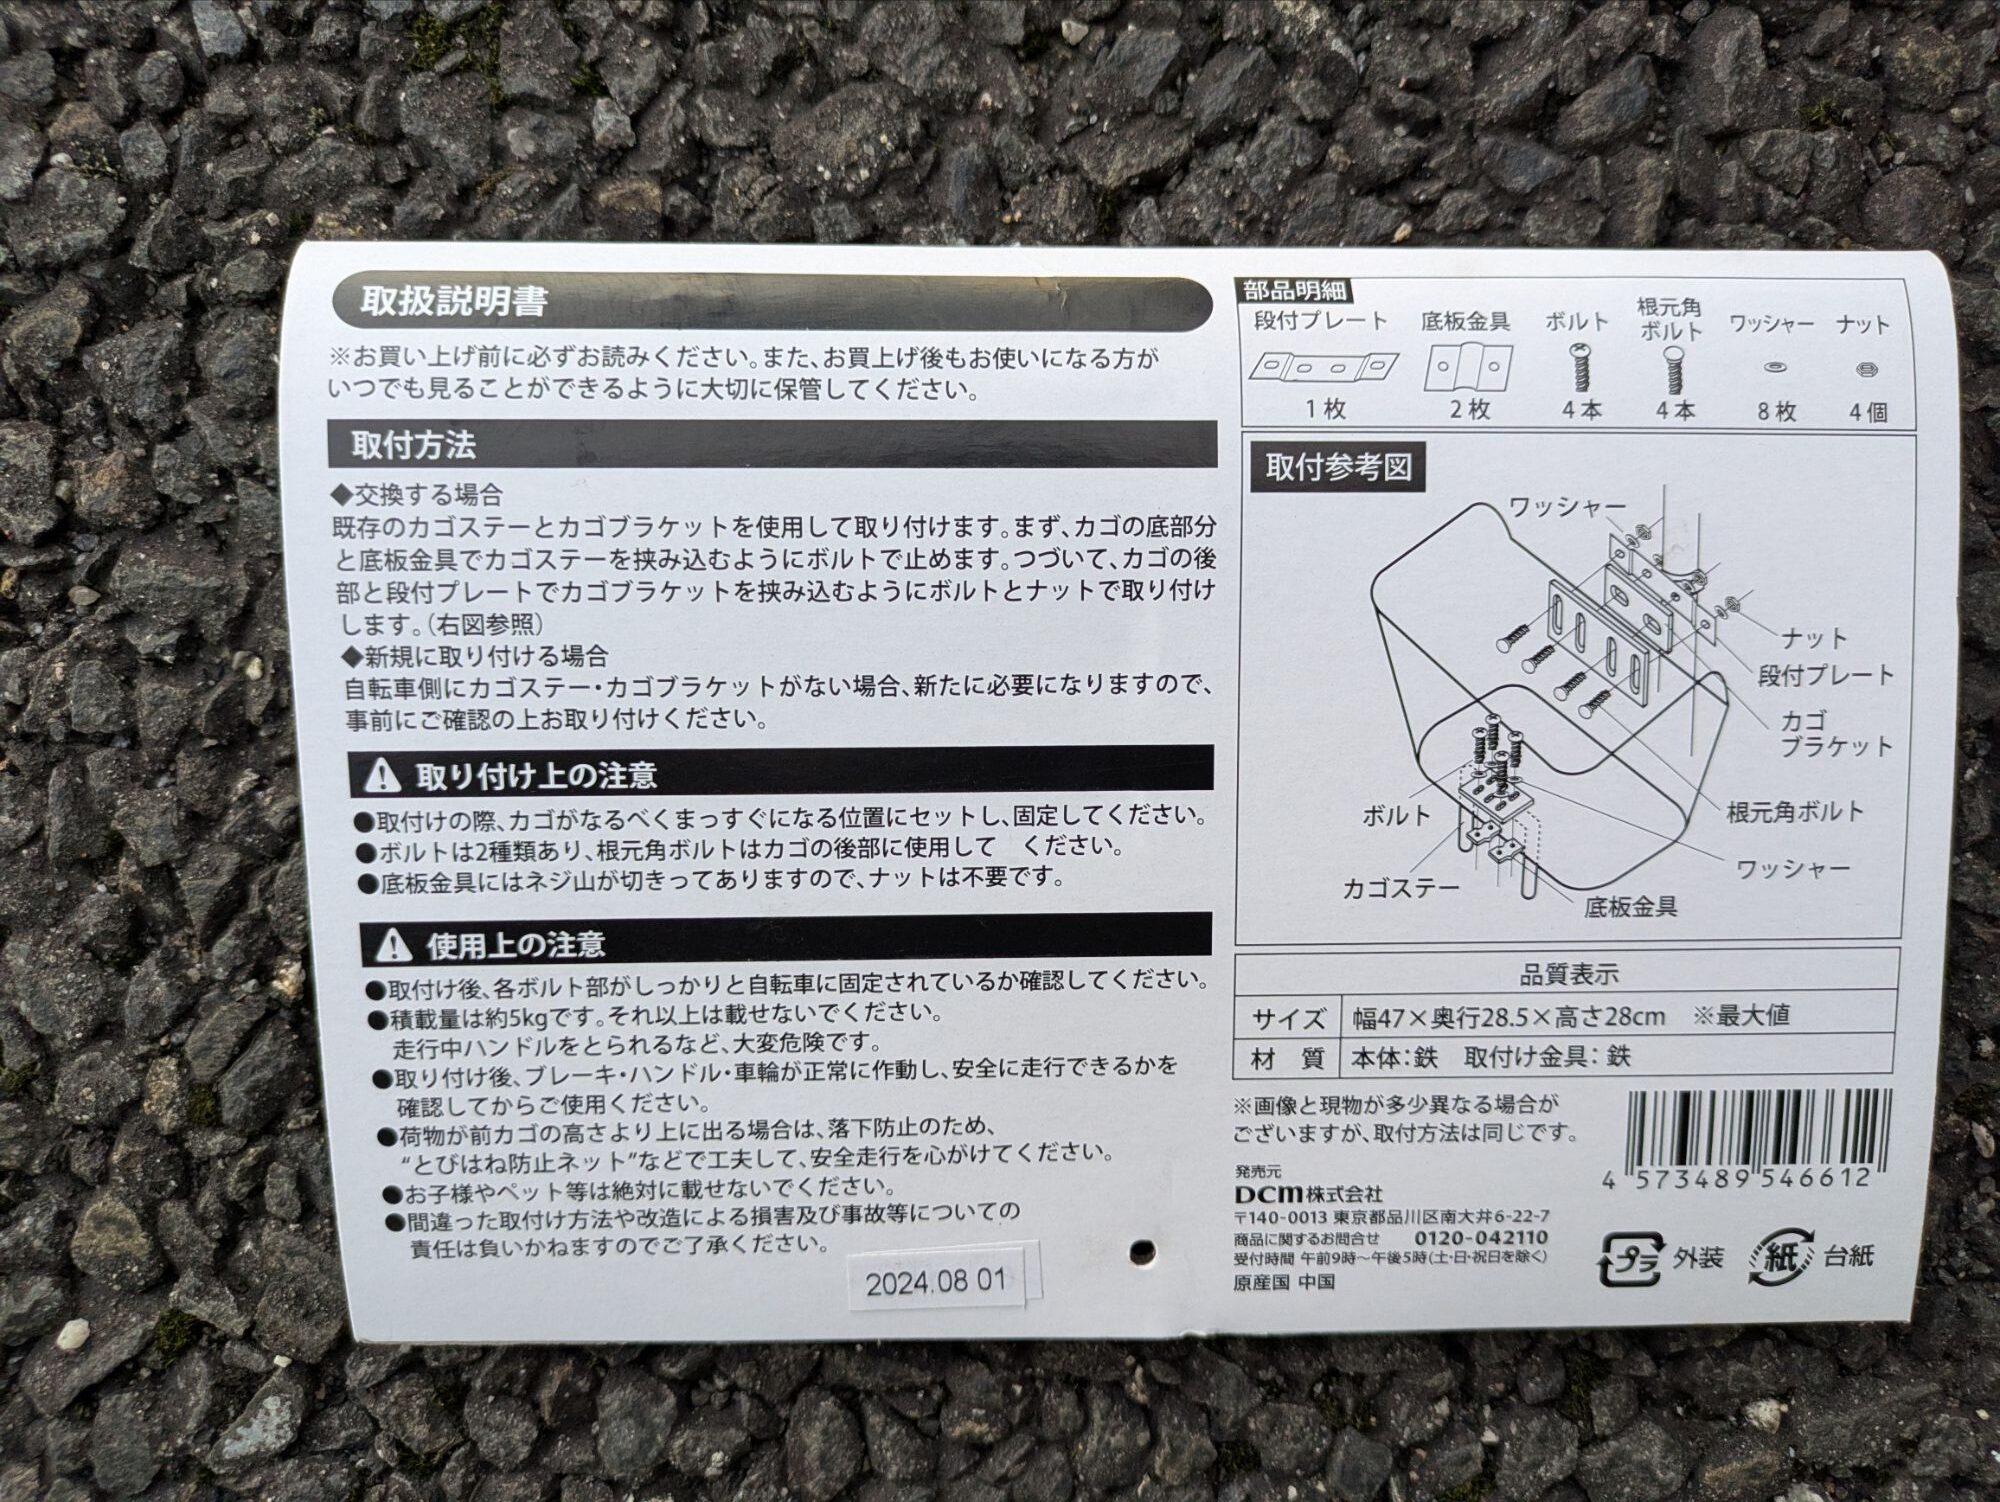 取扱説明書
※お買い上げ前に必ずお読みください。また、お買上げ後もお使いになる方が
いつでも見ることができるように大切に保管してください。
取付方法
◆交換する場合
既存のカゴステーとカゴブラケットを使用して取り付けます。まず、カゴの底部分
と底板金具でカゴステーを挟み込むようにボルトで止めます。つづいて、カゴの後
部と段付プレートでカゴブラケットを挟み込むようにボルトとナットで取り付け
します。（右図参照）
◆新規に取り付ける場合
自転車側にカゴステー・カゴブラケットがない場合、新たに必要になりますので、
事前にご確認の上お取り付けください。
取り付け上の注意
●取付けの際、カゴがなるべくまっすぐになる位置にセットし、固定してください。
●ボルトは2種類あり、根元角ボルトはカゴの後部に使用して　ください。
●底板金具にはネジ山が切きってありますので、ナットは不要です。
使用上の注意
●取付け後、各ボルト部がしっかりと自転車に固定されているか確認してください。
●積載量は約5kgです。それ以上は載せないでください。
走行中ハンドルをとられるなど、大変危険です。
●取り付け後、ブレーキ・ハンドル・車輪が正常に作動し、安全に走行できるかを
確認してからご使用ください。
●荷物が前カゴの高さより上に出る場合は、落下防止のため、
“とびはね防止ネット”などで工夫して、安全走行を心がけてください。
●お子様やペット等は絶対に載せないでください。
●間違った取付け方法や改造による損害及び事故等についての
責任は負いかねますのでご了承ください。
2024.08 01
部品明細
段付プレート 底板金具 ボルト 根元角ボルト ワッシャー ナット
1枚 2枚 4本 4本 8枚 4個
取付参考図
ワッシャー
ナット
段付プレート
カゴ
ブラケット
根元角ボルト
ボルト
ワッシャー
カゴステー
底板金具
品質表示
サイズ 幅47×奥行28.5×高さ28cm ※最大値
材 質 本体：鉄 取付け金具：鉄
※画像と現物が多少異なる場合が
ございますが、取付方法は同じです。
発売元
DCM株式会社
〒140-0013 東京都品川区南大井6-22-7
商品に関するお問合せ 0120-042110
受付時間 午前9時～午後5時（土・日・祝日を除く）
原産国 中国
4 573489 546612
プラ 外装 紙 台紙